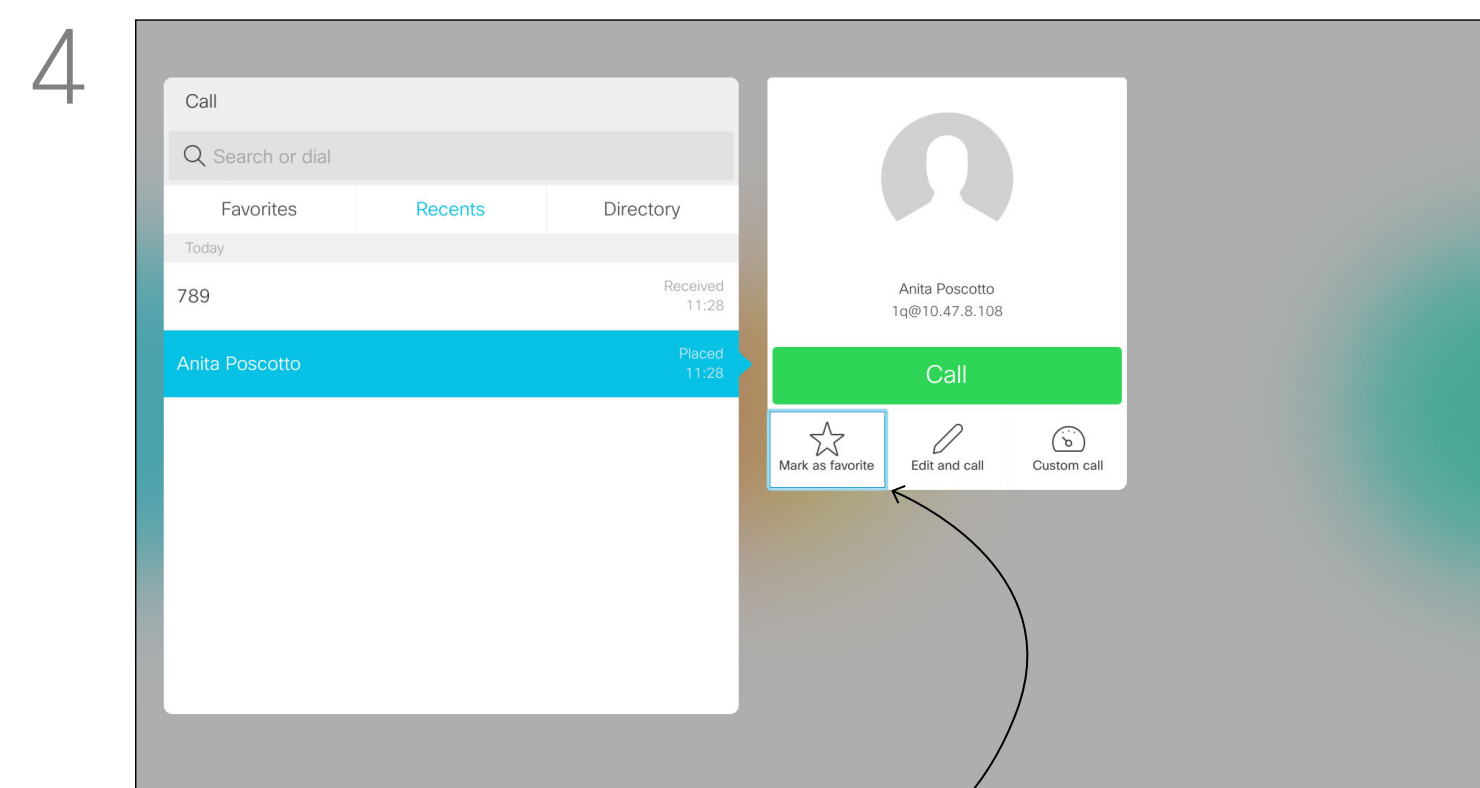 4
Call
Search or dial
Favorites Recents Directory
Today
789
Received
11:28
Anita Poscotto
Placed
11:28
Anita Poscotto
1q@10.47.8.108
Call
Mark as favorite Edit and call Custom call